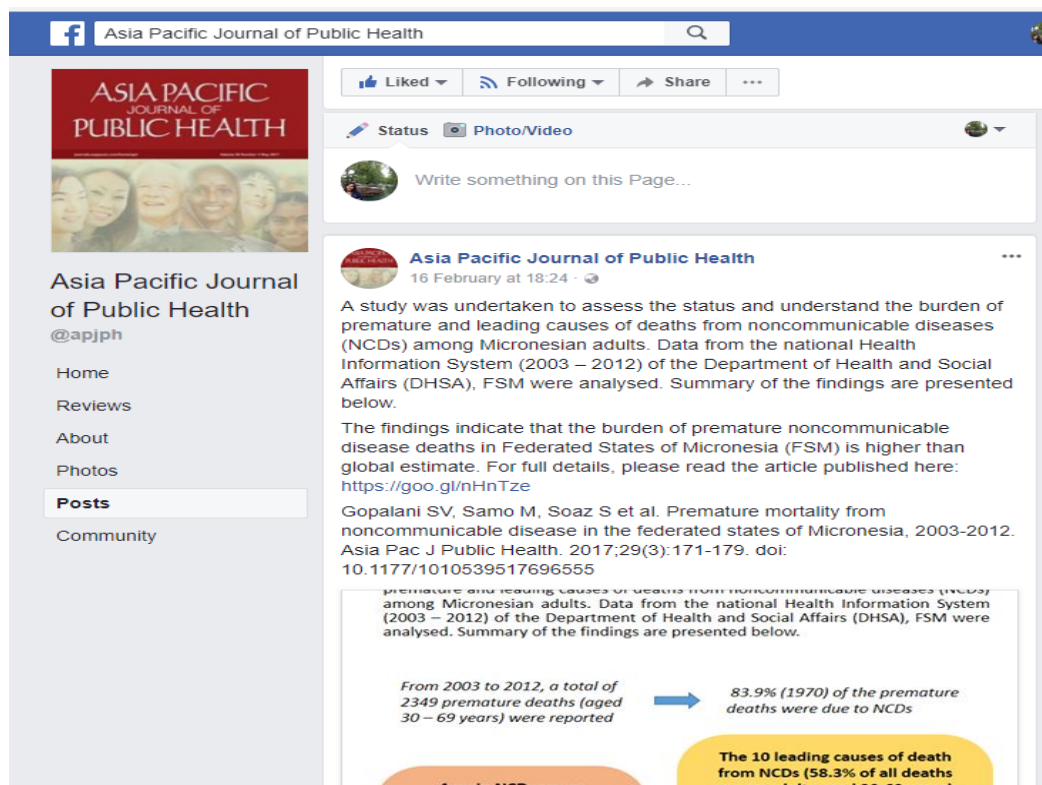 Asia Pacific Journal of Public Health
ASIA PACIFIC
JOURNAL OF
PUBLIC HEALTH
Asia Pacific Journal
of Public Health
@apjph
Home
Reviews
About
Photos
Posts
Community
Liked
Following
Share
Status
Photo/Video
Write something on this Page...
Asia Pacific Journal of Public Health
16 February at 18:24 ·
A study was undertaken to assess the status and understand the burden of
premature and leading causes of deaths from noncommunicable diseases
(NCDs) among Micronesian adults. Data from the national Health
Information System (2003 – 2012) of the Department of Health and Social
Affairs (DHSA), FSM were analysed. Summary of the findings are presented
below.
The findings indicate that the burden of premature noncommunicable
disease deaths in Federated States of Micronesia (FSM) is higher than
global estimate. For full details, please read the article published here:
https://goo.gl/nHnTze
Gopalani SV, Samo M, Soaz S et al. Premature mortality from
noncommunicable disease in the federated states of Micronesia, 2003-2012.
Asia Pac J Public Health. 2017;29(3):171-179. doi:
10.1177/1010539517696555
premature and leading causes of deaths from noncommunicable diseases (NCDs)
among Micronesian adults. Data from the national Health Information System
(2003 – 2012) of the Department of Health and Social Affairs (DHSA), FSM were
analysed. Summary of the findings are presented below.
From 2003 to 2012, a total of
2349 premature deaths (aged
30 – 69 years) were reported
83.9% (1970) of the premature
deaths were due to NCDs
The 10 leading causes of death
from NCDs (58.3% of all deaths